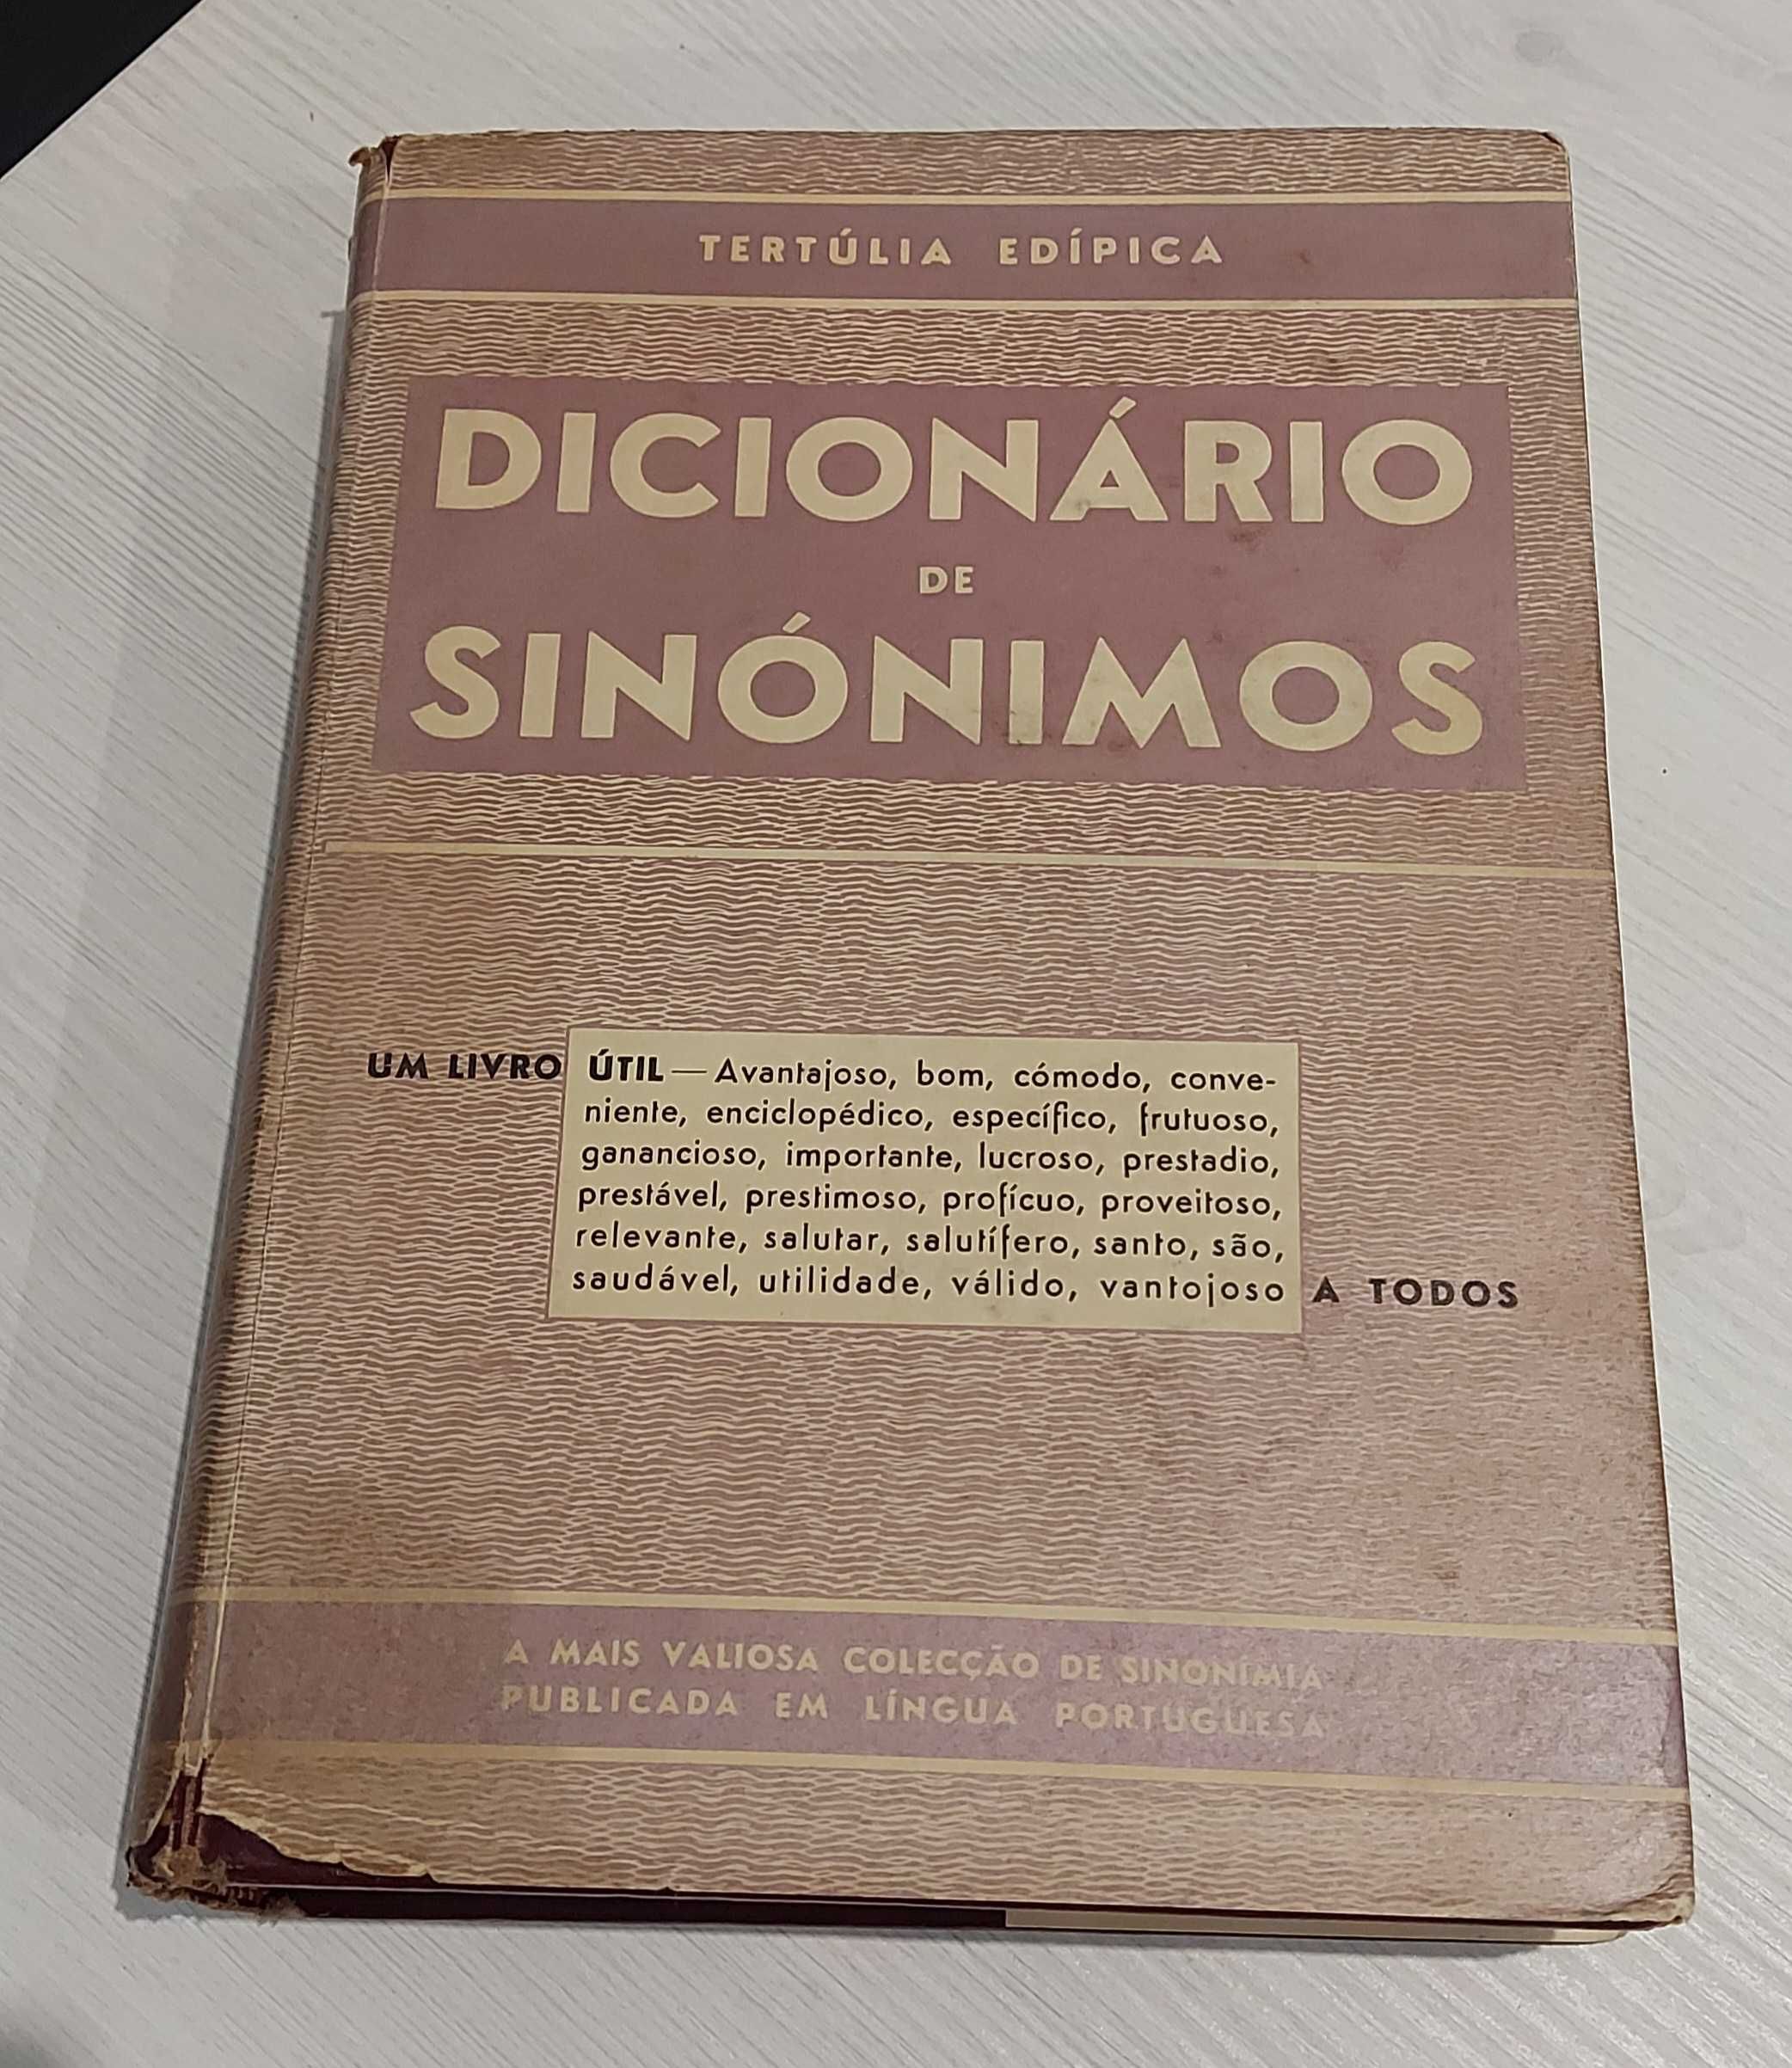 TERTÚLIA EDÍPICA
DICIONÁRIO
DE
SINÓNIMOS
UM LIVRO ÚTIL — Avantajoso, bom, cómodo, conve-
niente, enciclopédico, específico, frutuoso,
ganancioso, importante, lucroso, prestadio,
prestável, prestimoso, profícuo, proveitoso,
relevante, salutar, salutífero, santo, são,
saudável, utilidade, válido, vantojoso A TODOS
A MAIS VALIOSA COLECÇÃO DE SINONÍMIA
PUBLICADA EM LÍNGUA PORTUGUESA